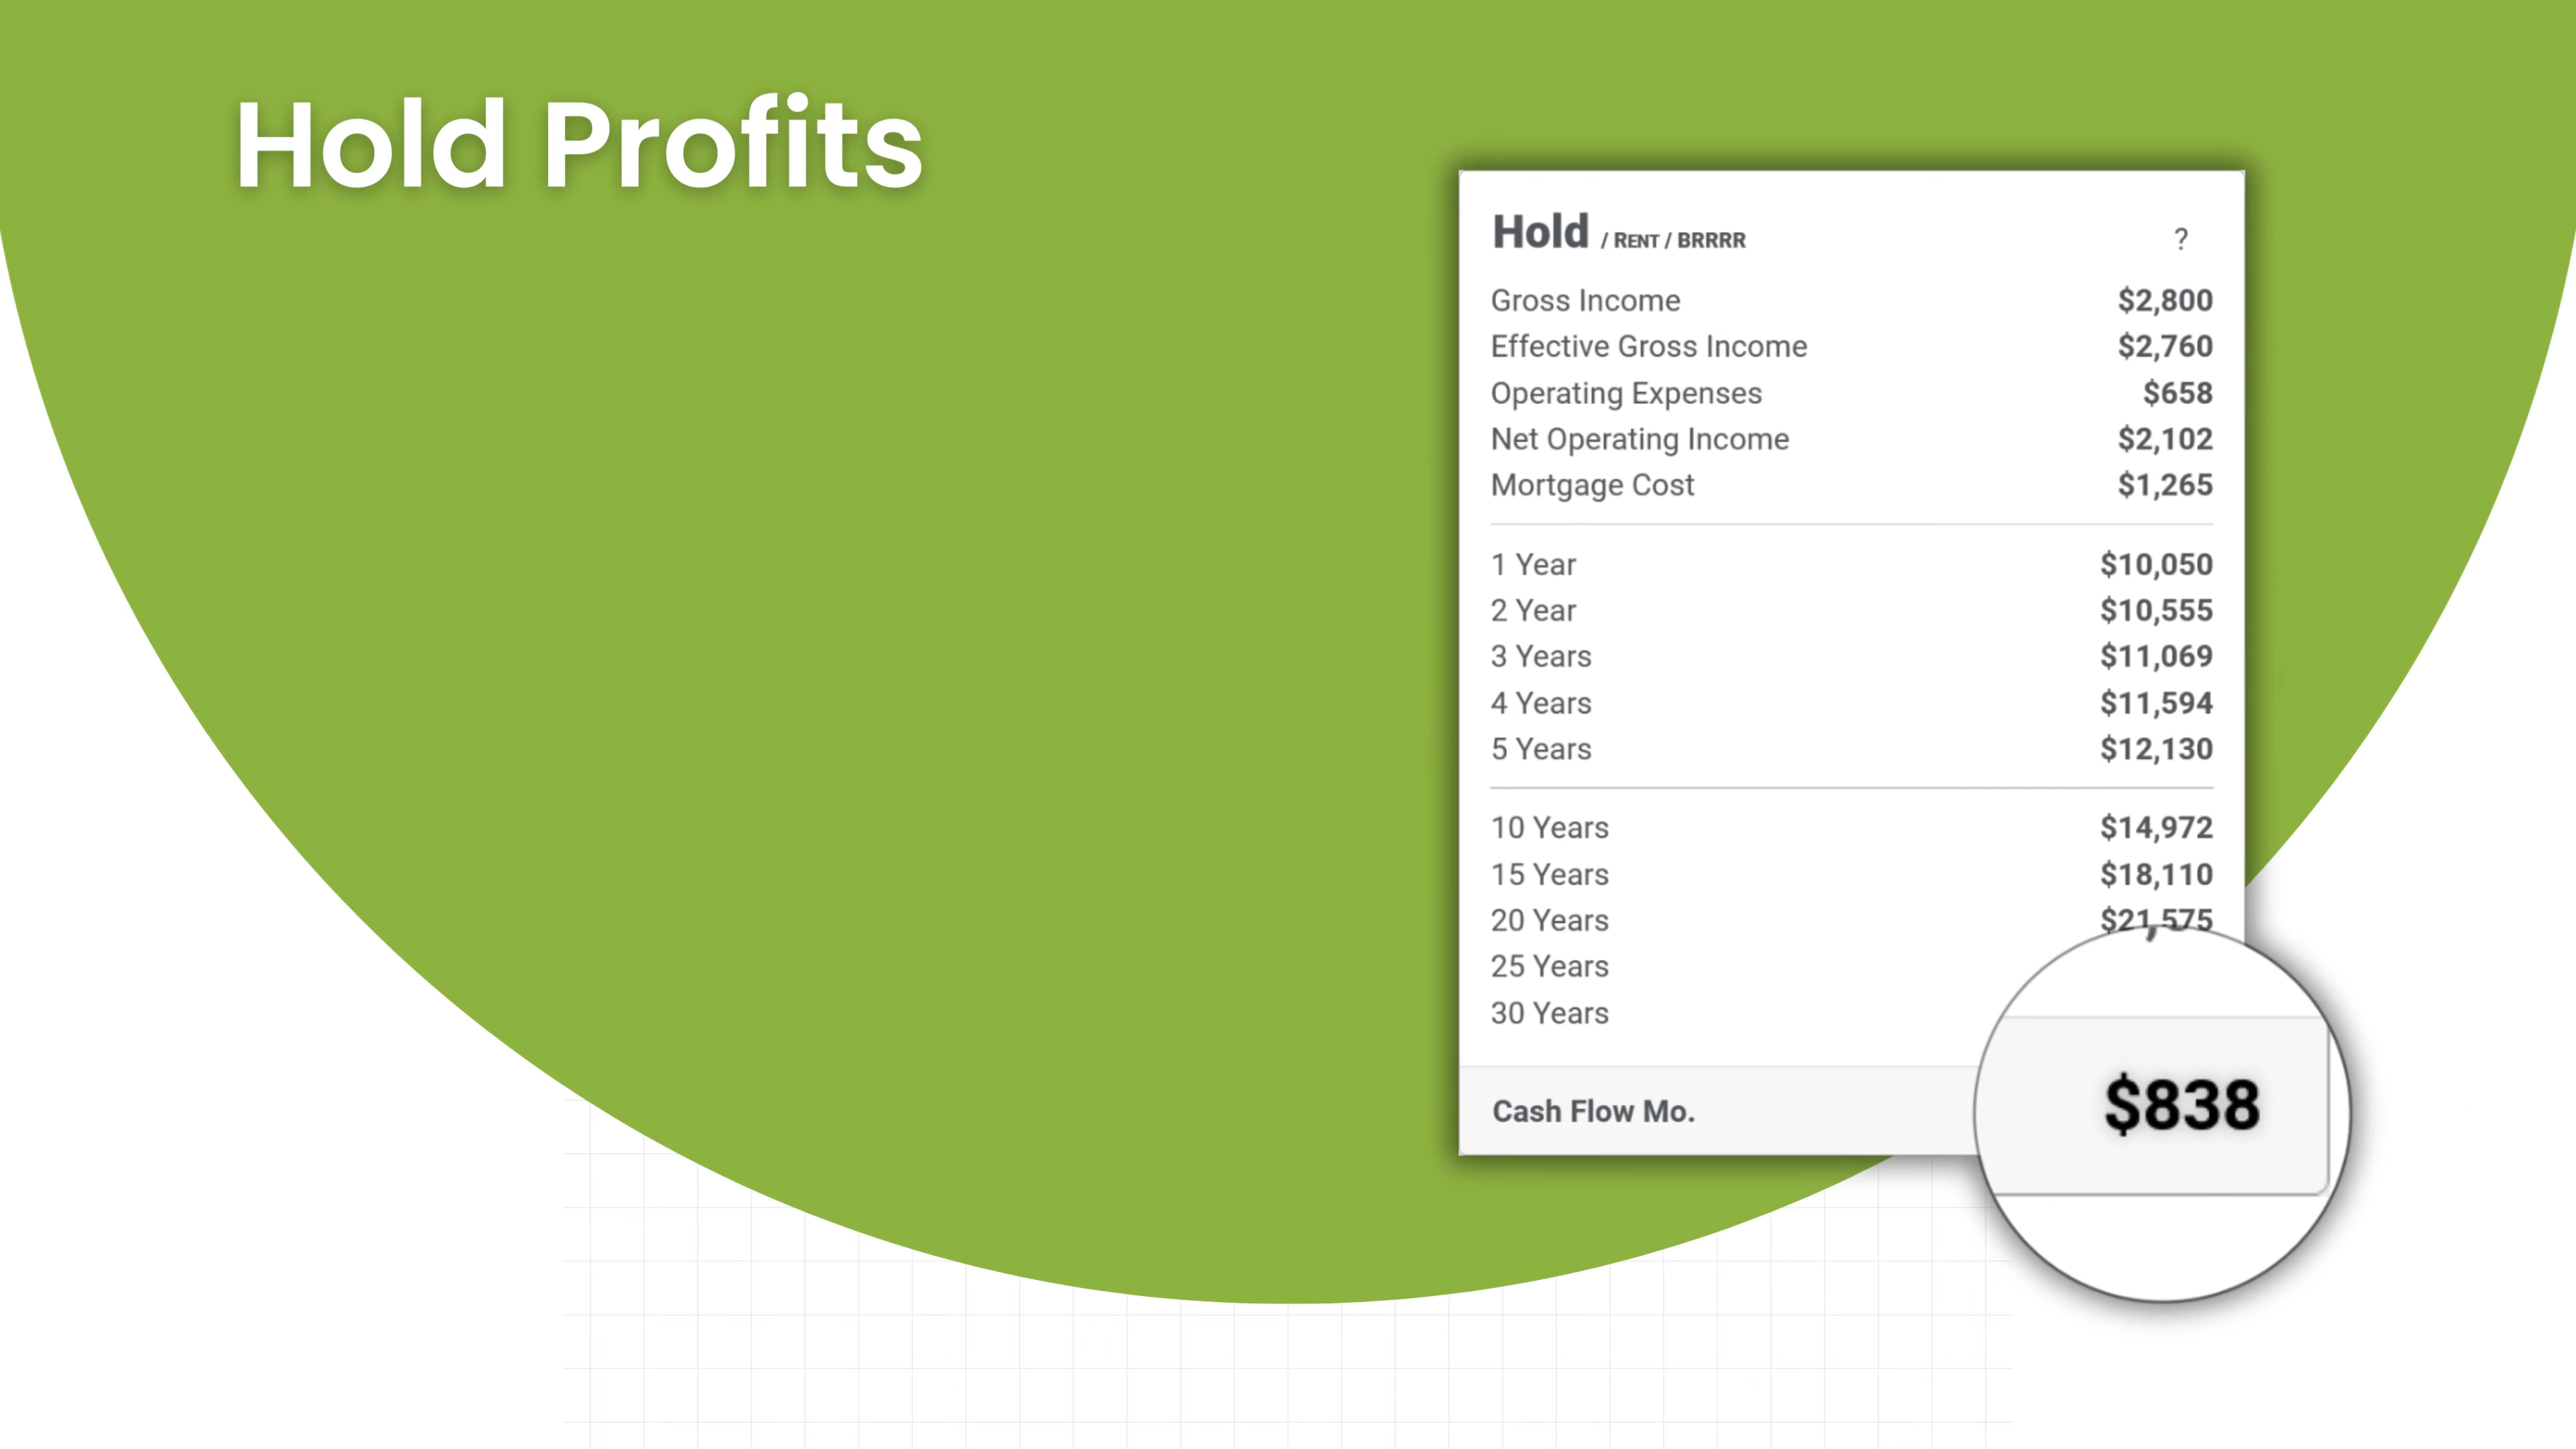 Hold Profits
Hold / RENT / BRRRR ?
Gross Income $2,800
Effective Gross Income $2,760
Operating Expenses $658
Net Operating Income $2,102
Mortgage Cost $1,265
1 Year $10,050
2 Year $10,555
3 Years $11,069
4 Years $11,594
5 Years $12,130
10 Years $14,972
15 Years $18,110
20 Years $21,575
25 Years
30 Years
Cash Flow Mo. $838